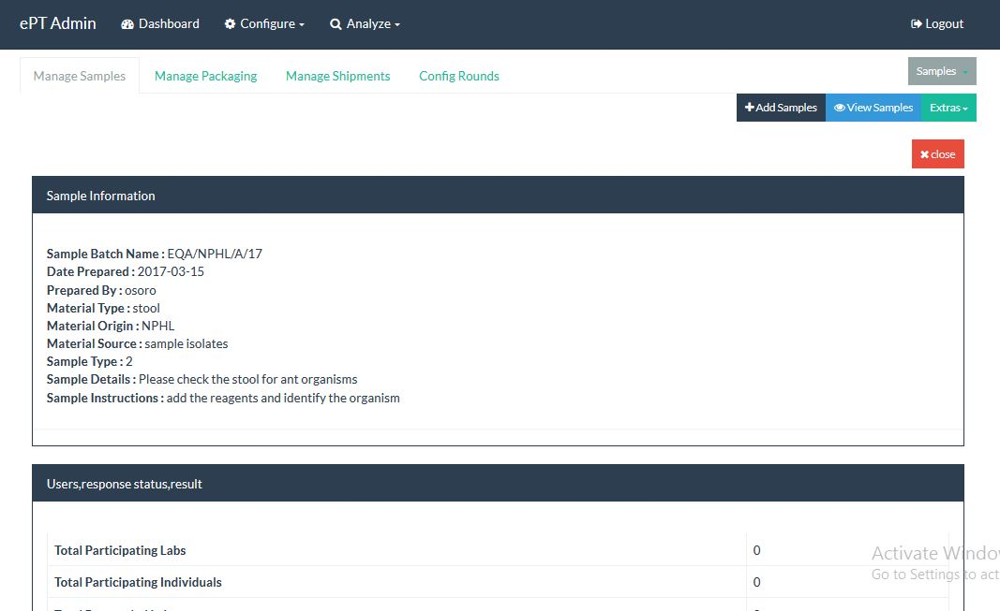 ePT Admin Dashboard Configure Analyze Logout
Manage Samples Manage Packaging Manage Shipments Config Rounds Samples
Add Samples View Samples Extras
close
Sample Information
Sample Batch Name : EQA/NPHL/A/17
Date Prepared : 2017-03-15
Prepared By : osoro
Material Type : stool
Material Origin : NPHL
Material Source : sample isolates
Sample Type : 2
Sample Details : Please check the stool for ant organisms
Sample Instructions : add the reagents and identify the organism
Users,response status,result
Total Participating Labs 0
Activate Windo
Go to Settings to act
Total Participating Individuals 0